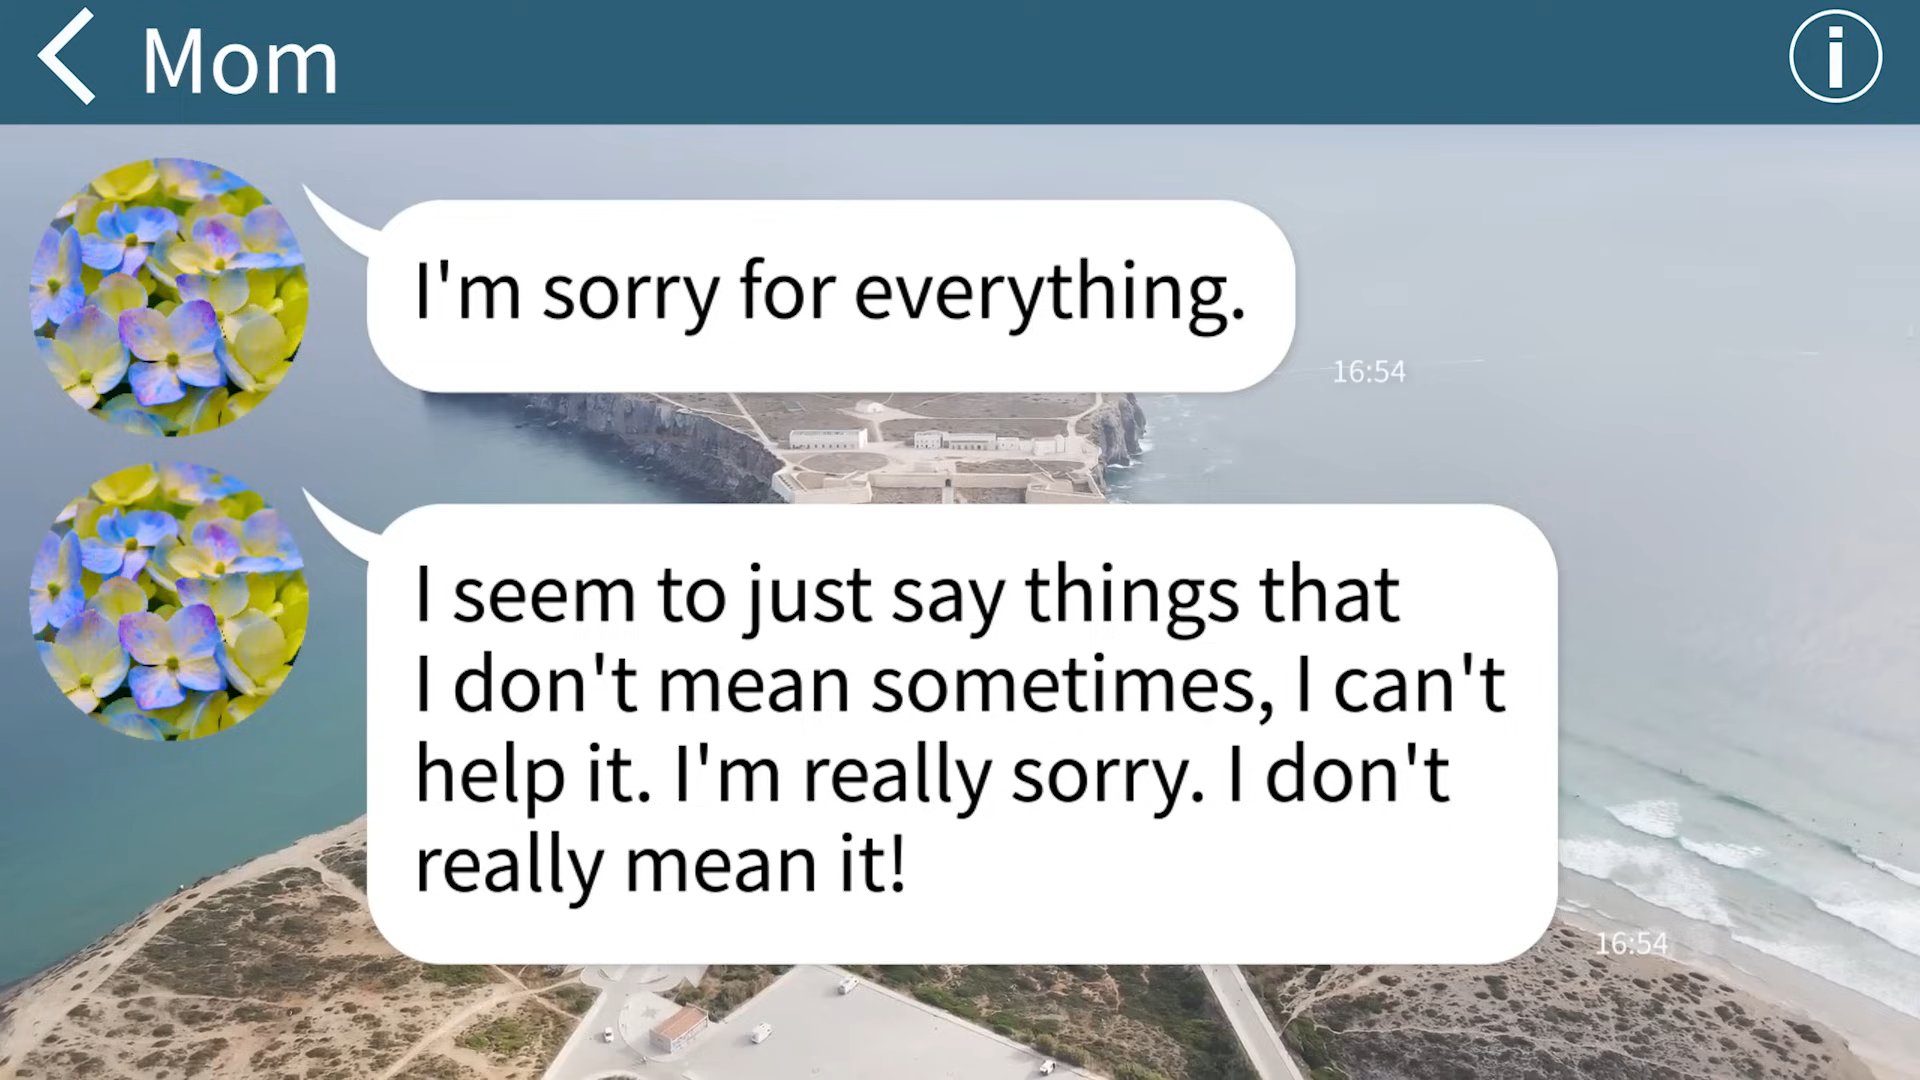 Mom
I'm sorry for everything.
16:54
I seem to just say things that
I don't mean sometimes, I can't
help it. I'm really sorry. I don't
really mean it!
16:54